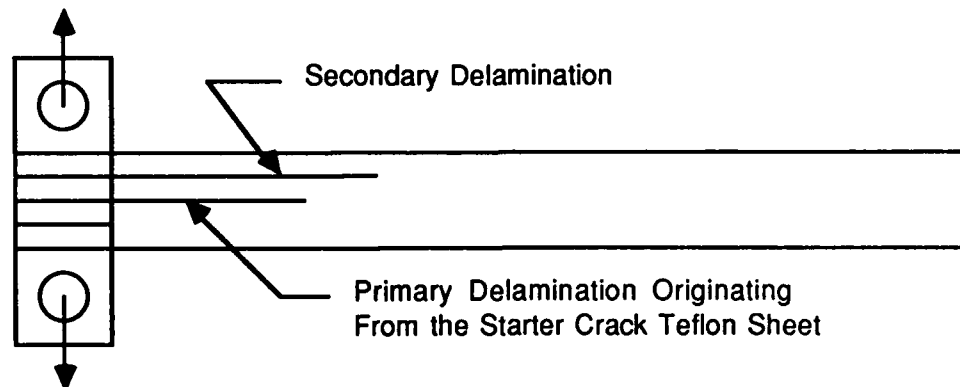 Secondary Delamination
Primary Delamination Originating
From the Starter Crack Teflon Sheet